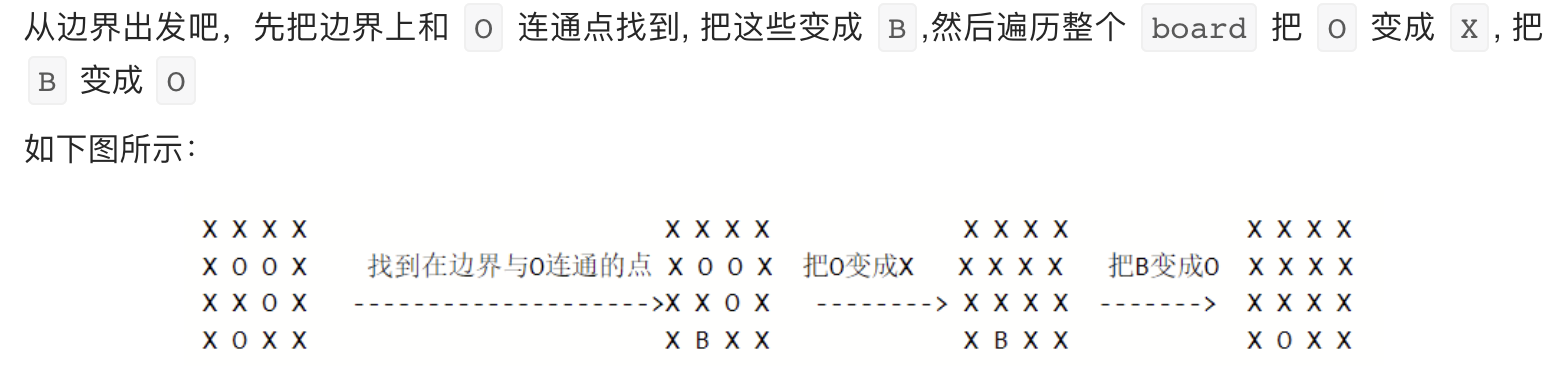 从边界出发吧，先把边界上和 O 连通点找到, 把这些变成 B ,然后遍历整个 board 把 O 变成 X , 把
B 变成 O
如下图所示：
X X X X X X X X X X X X X X X X
X O O X 找到在边界与O连通的点 X O O X 把O变成X X X X X 把B变成O X X X X
X X O X -------------------->X X O X --------> X X X X -------> X X X X
X O X X X B X X X B X X X O X X